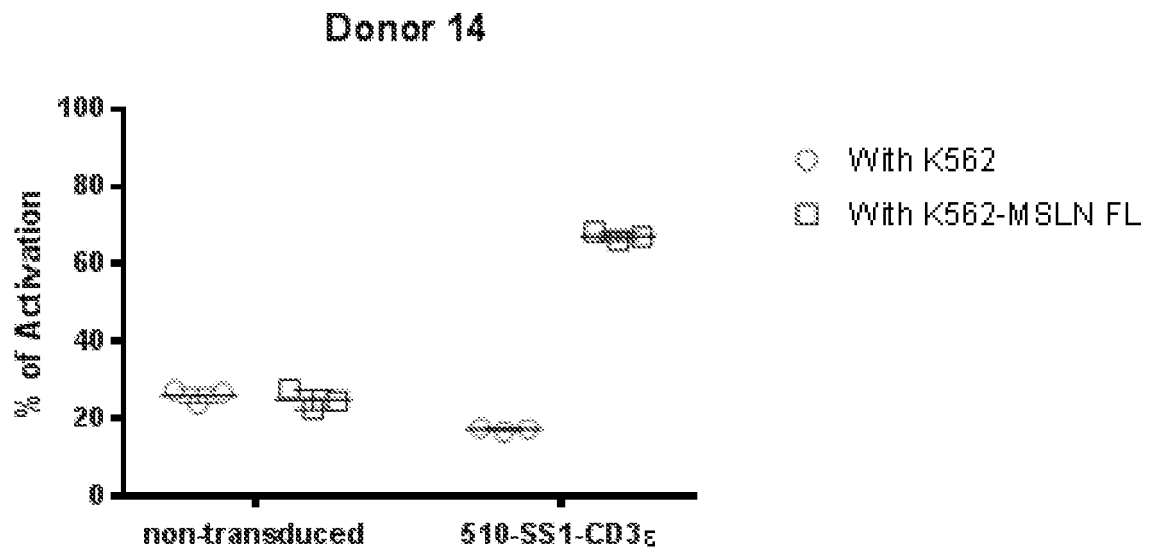 Donor 14
% of Activation
100
80
60
40
20
0
non-transduced
510-SS1-CD3ε
With K562
With K562-MSLN FL